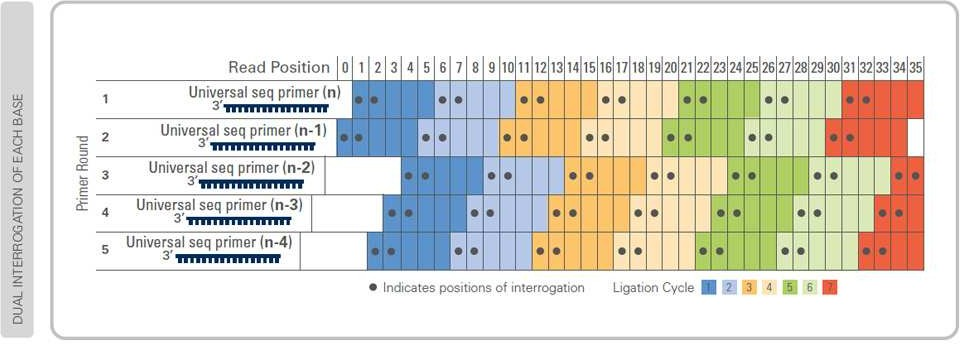 DUAL INTERROGATION OF EACH BASE
Read Position 0 1 2 3 4 5 6 7 8 9 10 11 12 13 14 15 16 17 18 19 20 21 22 23 24 25 26 27 28 29 30 31 32 33 34 35
Primer Round
1 Universal seq primer (n)
3′
2 Universal seq primer (n-1)
3′
3 Universal seq primer (n-2)
3′
4 Universal seq primer (n-3)
3′
5 Universal seq primer (n-4)
3′
● Indicates positions of interrogation Ligation Cycle 1 2 3 4 5 6 7